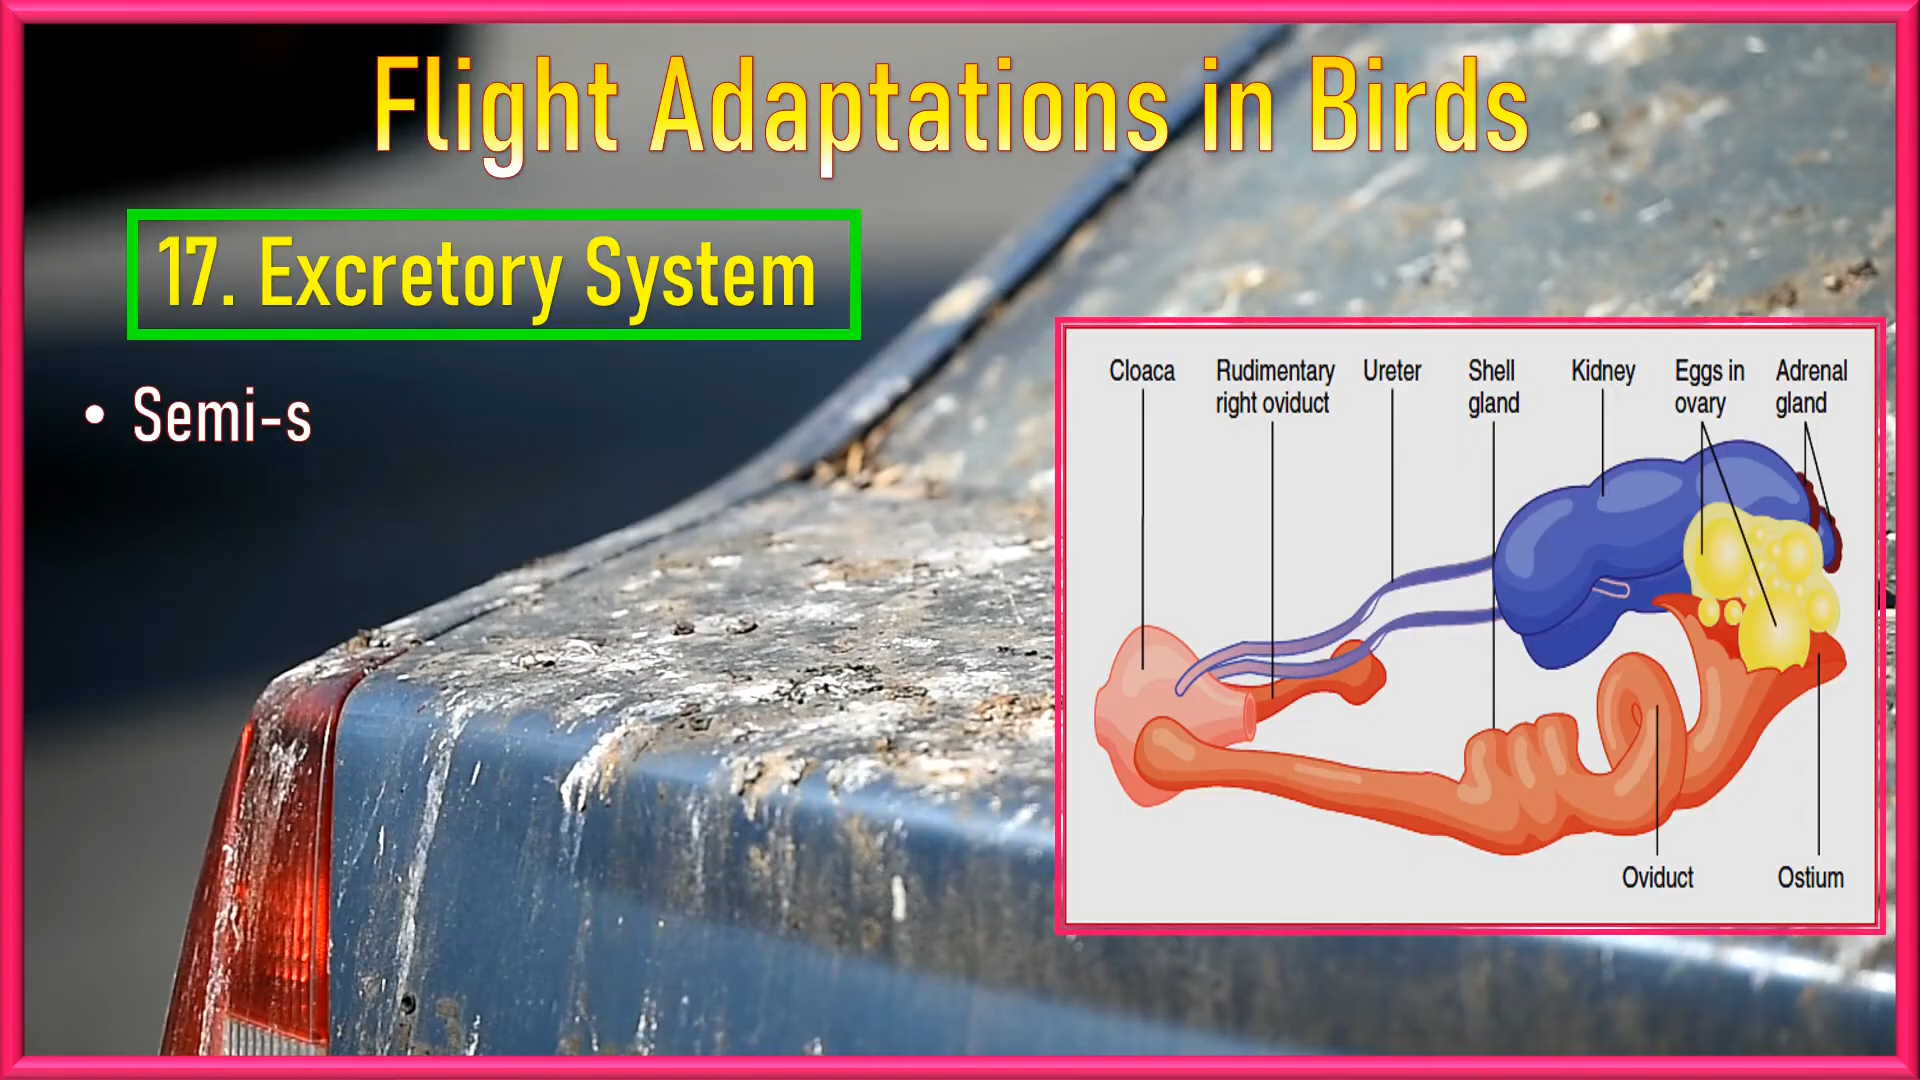 Flight Adaptations in Birds
17. Excretory System
• Semi-s
Cloaca
Rudimentary
right oviduct
Ureter
Shell
gland
Kidney
Eggs in
ovary
Adrenal
gland
Oviduct
Ostium